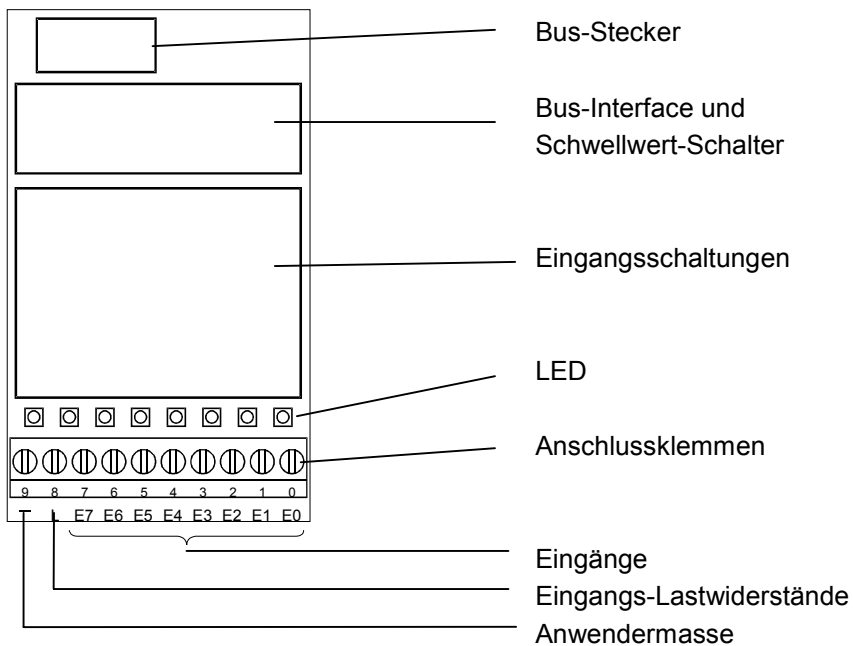 Bus-Stecker
Bus-Interface und
Schwellwert-Schalter
Eingangsschaltungen
LED
Anschlussklemmen
9 8 7 6 5 4 3 2 1 0
L E7 E6 E5 E4 E3 E2 E1 E0
Eingänge
Eingangs-Lastwiderstände
Anwendermasse